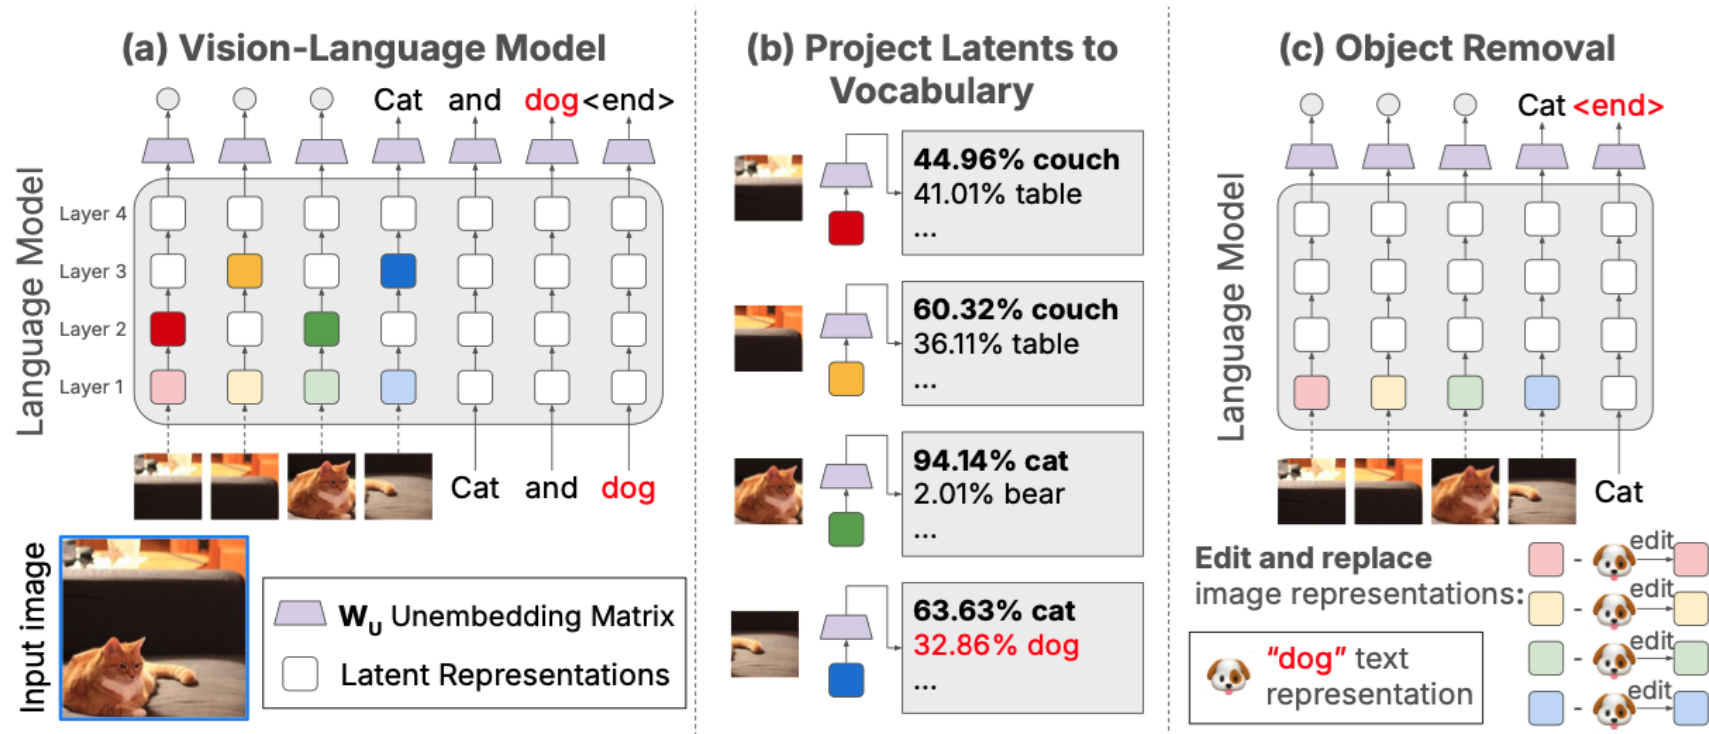 (a) Vision-Language Model
Cat and dog <end>
Language Model
Layer 4
Layer 3
Layer 2
Layer 1
Cat and dog
Input image
W_U Unembedding Matrix
Latent Representations
(b) Project Latents to
Vocabulary
44.96% couch
41.01% table
...
60.32% couch
36.11% table
...
94.14% cat
2.01% bear
...
63.63% cat
32.86% dog
...
(c) Object Removal
Cat <end>
Language Model
Cat
Edit and replace
image representations:
- edit
- edit
- edit
- edit
"dog" text
representation